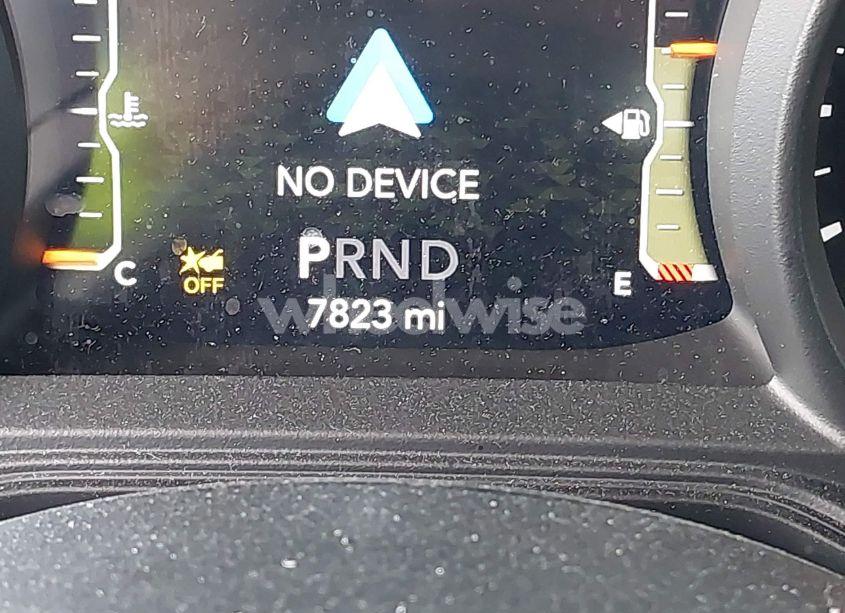 NO DEVICE
PRND
OFF
C
E
7823 mi
wheelwise